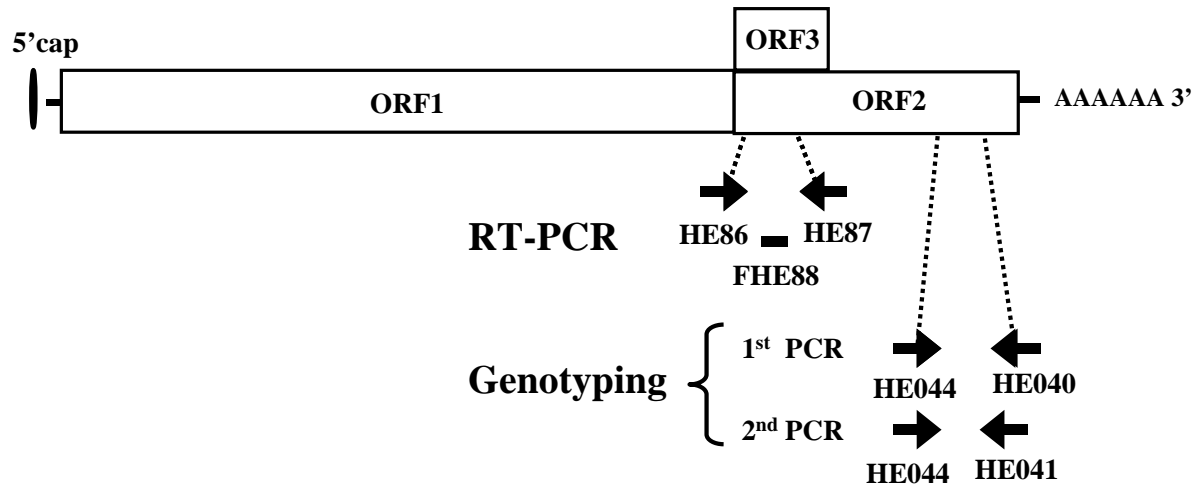 ORF3
5’cap
ORF1
ORF2
AAAAAA 3’
RT-PCR
HE86
HE87
FHE88
Genotyping
1st PCR
HE044
HE040
2nd PCR
HE044
HE041